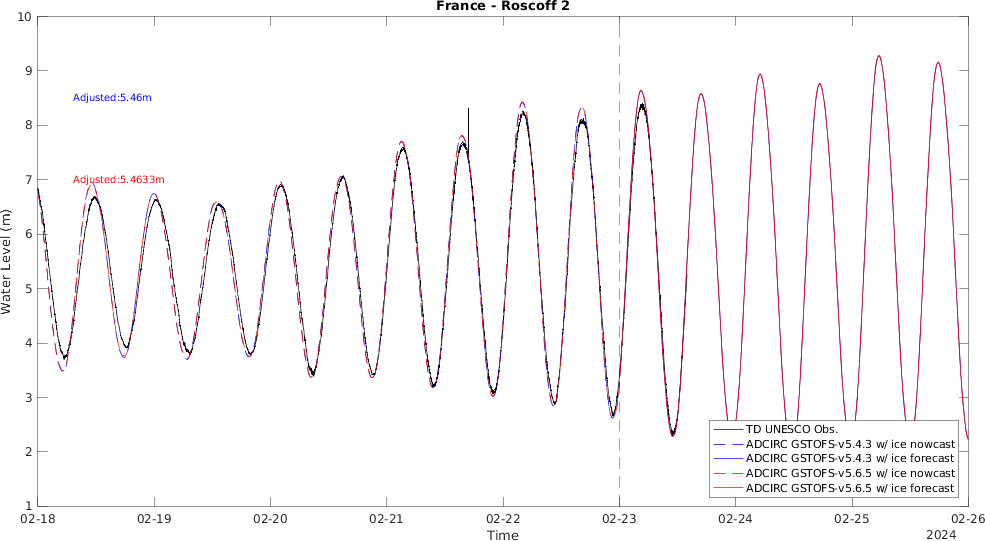 France - Roscoff 2
10
9
8
7
6
5
4
3
2
1
Water Level (m)
Adjusted:5.46m
Adjusted:5.4633m
TD UNESCO Obs.
ADCIRC GSTOFS-v5.4.3 w/ ice nowcast
ADCIRC GSTOFS-v5.4.3 w/ ice forecast
ADCIRC GSTOFS-v5.6.5 w/ ice nowcast
ADCIRC GSTOFS-v5.6.5 w/ ice forecast
02-18 02-19 02-20 02-21 02-22 02-23 02-24 02-25 02-26
Time
2024